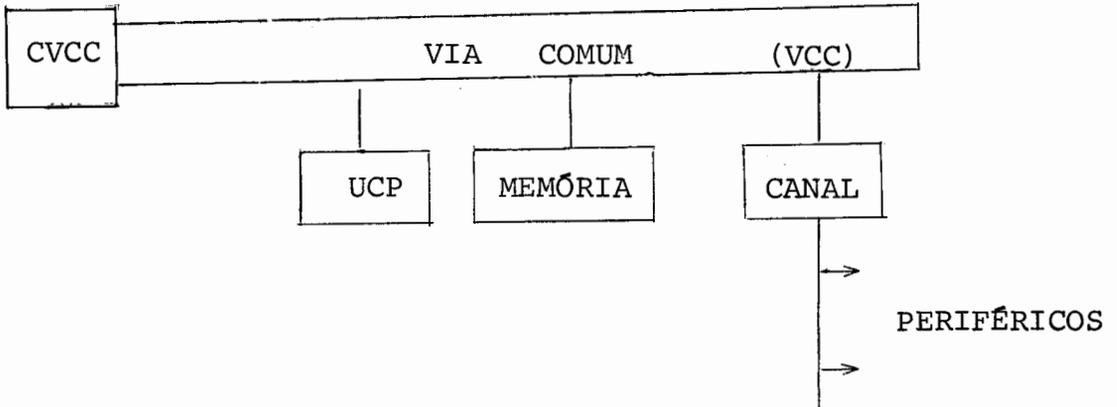 CVCC VIA COMUM (VCC)
UCP MEMÓRIA CANAL
PERIFÉRICOS